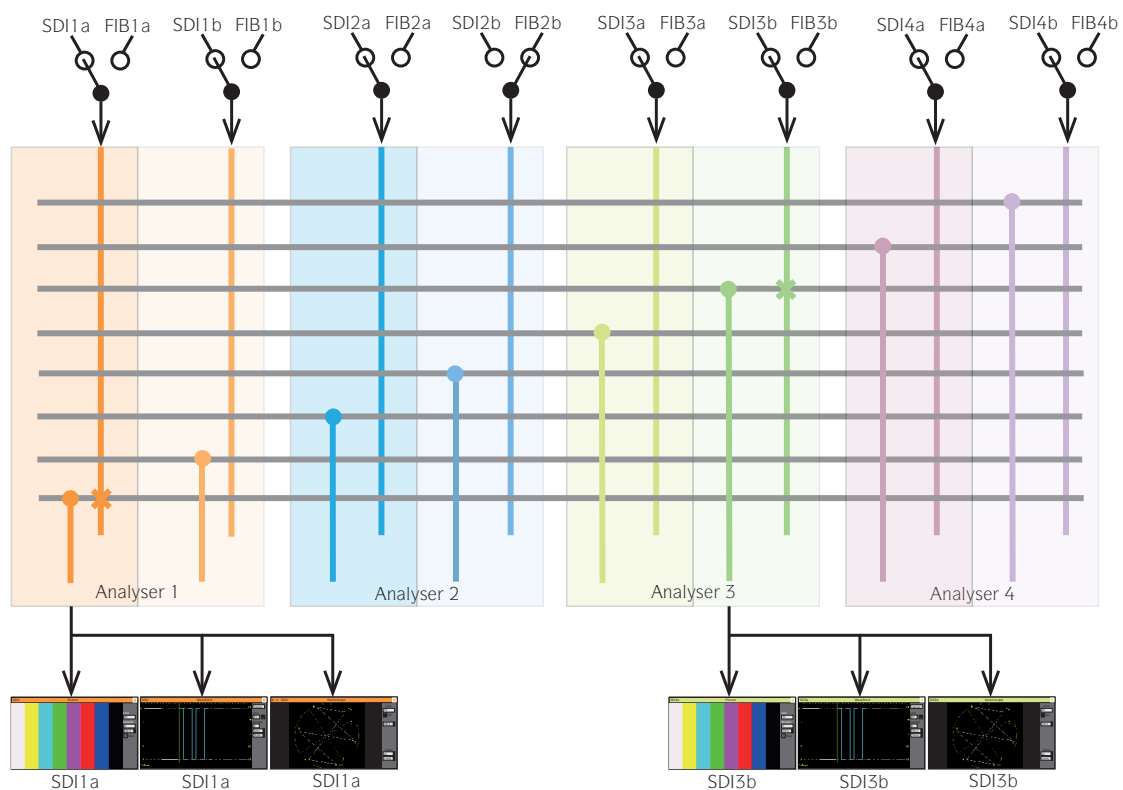 SDI1a FIB1a SDI1b FIB1b SDI2a FIB2a SDI2b FIB2b SDI3a FIB3a SDI3b FIB3b SDI4a FIB4a SDI4b FIB4b
Analyser 1 Analyser 2 Analyser 3 Analyser 4
SDI1a SDI1a SDI1a SDI3b SDI3b SDI3b